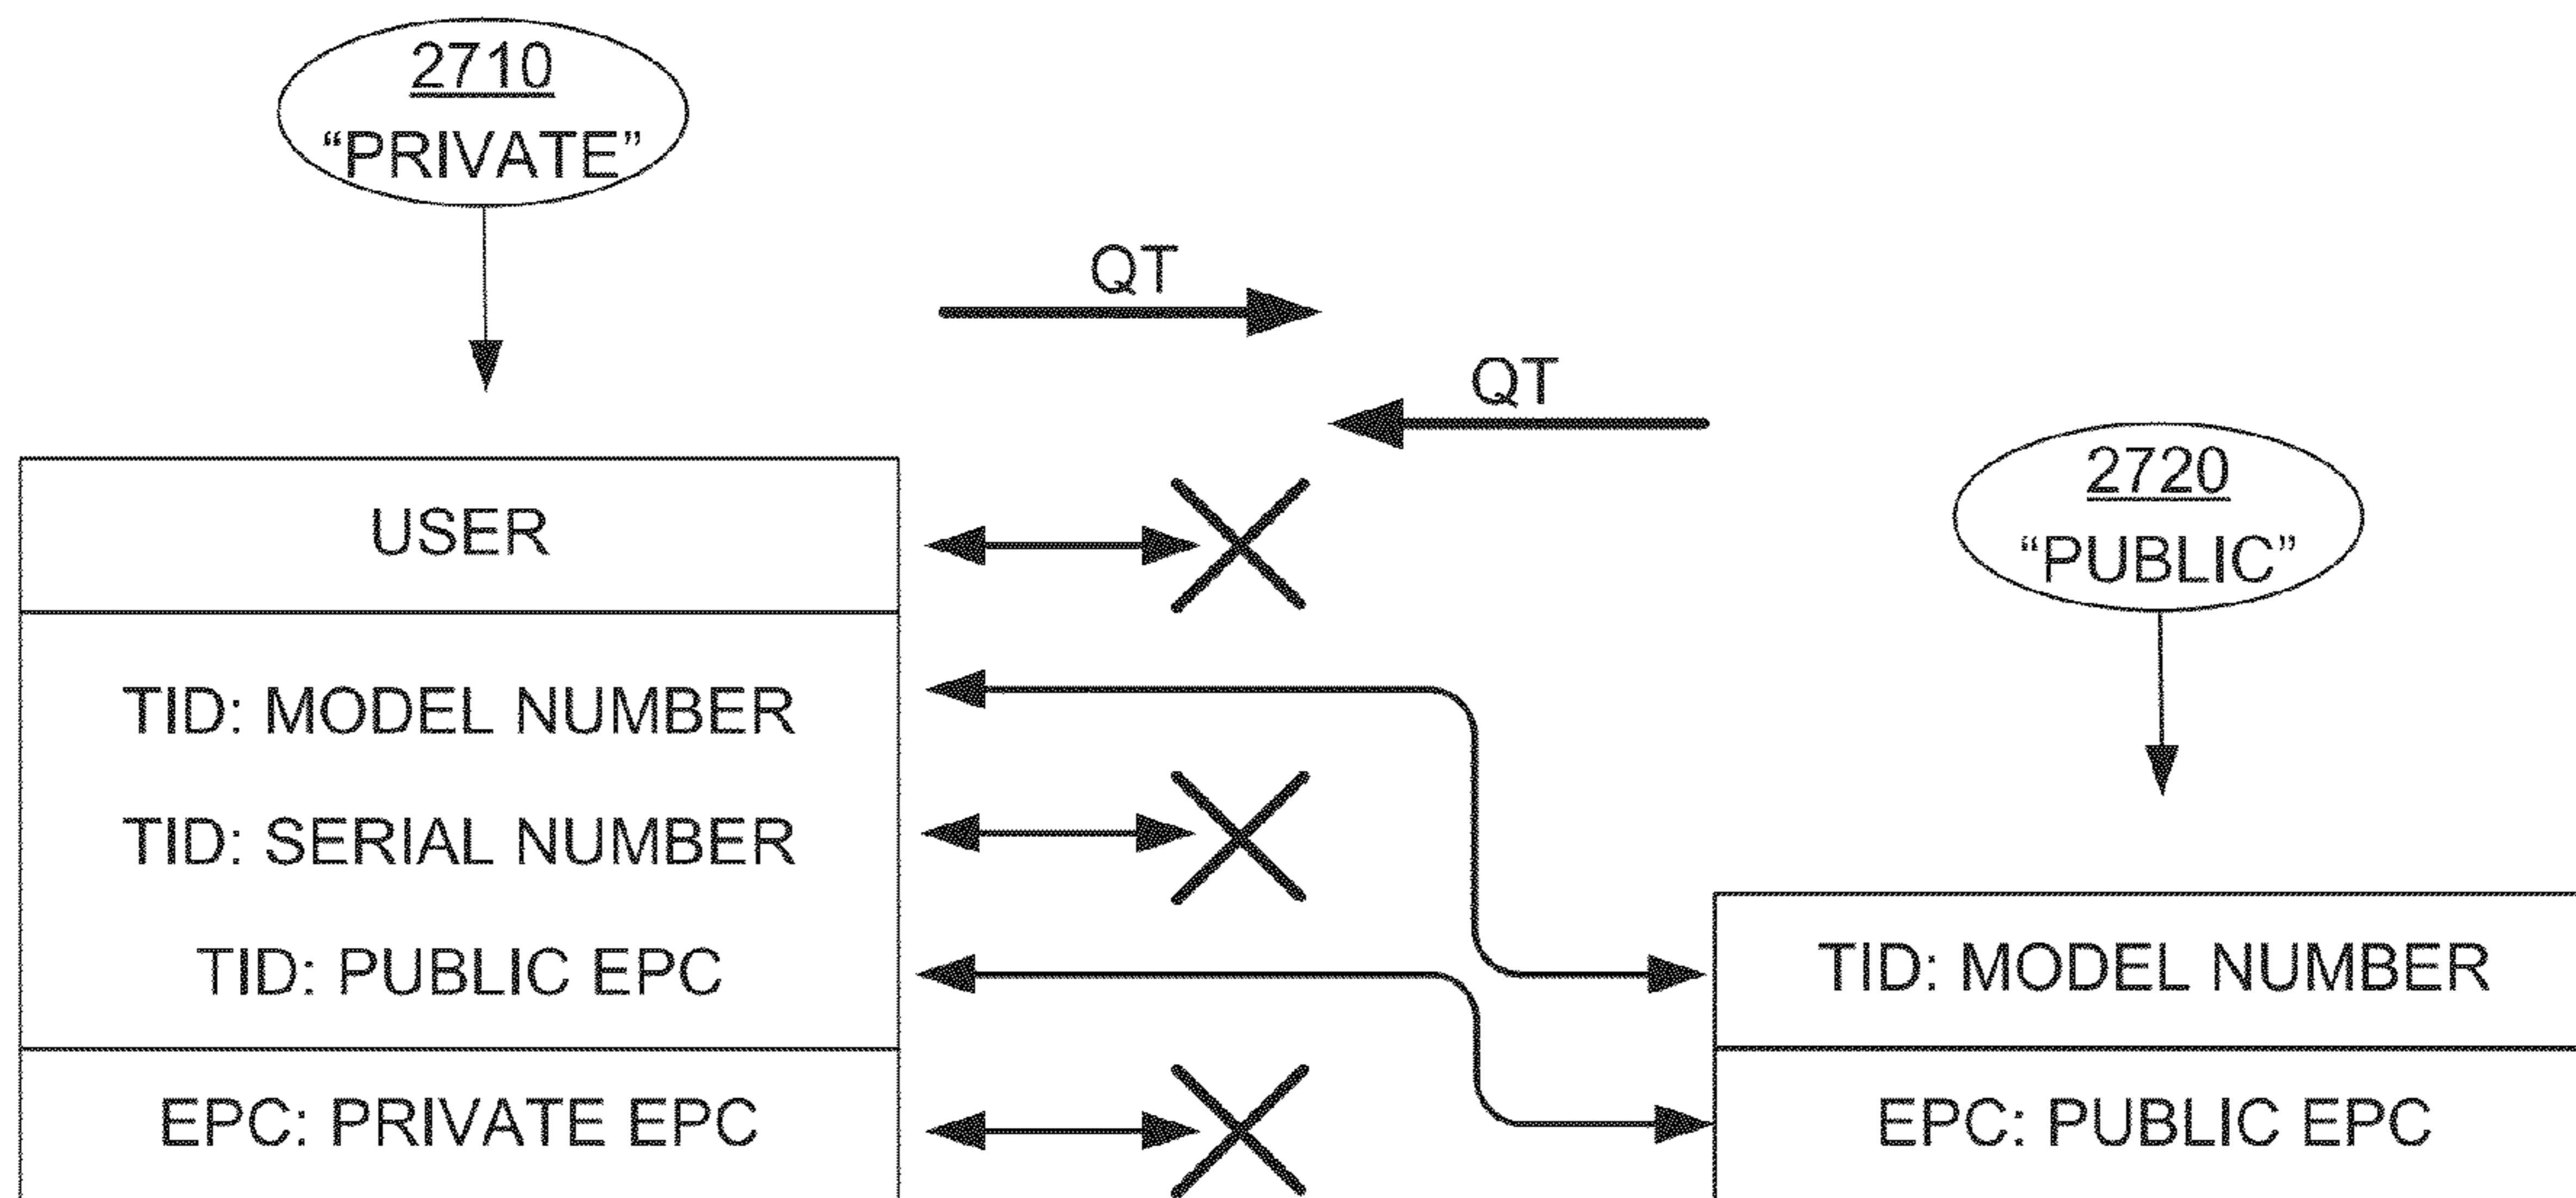 2710
“PRIVATE”
QT
QT
2720
“PUBLIC”
USER
TID: MODEL NUMBER
TID: SERIAL NUMBER
TID: PUBLIC EPC
EPC: PRIVATE EPC
TID: MODEL NUMBER
EPC: PUBLIC EPC